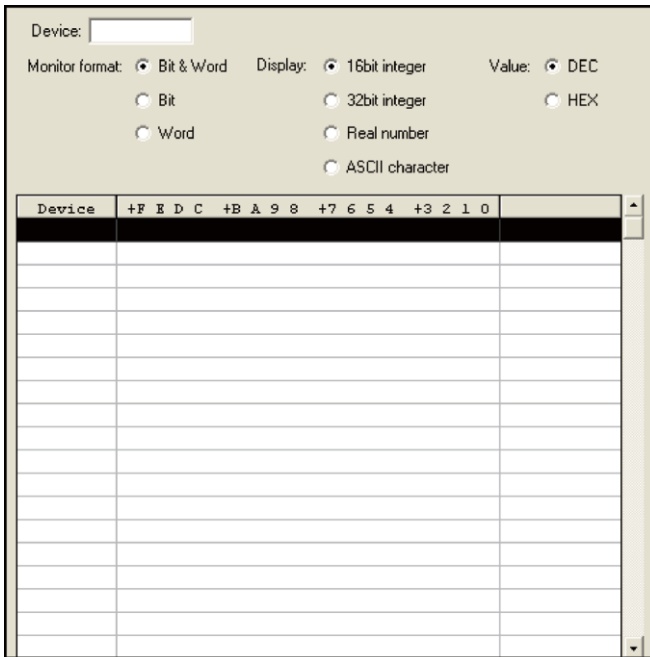 Device:
Monitor format: Bit & Word Display: 16bit integer Value: DEC
Bit 32bit integer HEX
Word Real number
ASCII character
Device +F E D C +B A 9 8 +7 6 5 4 +3 2 1 0